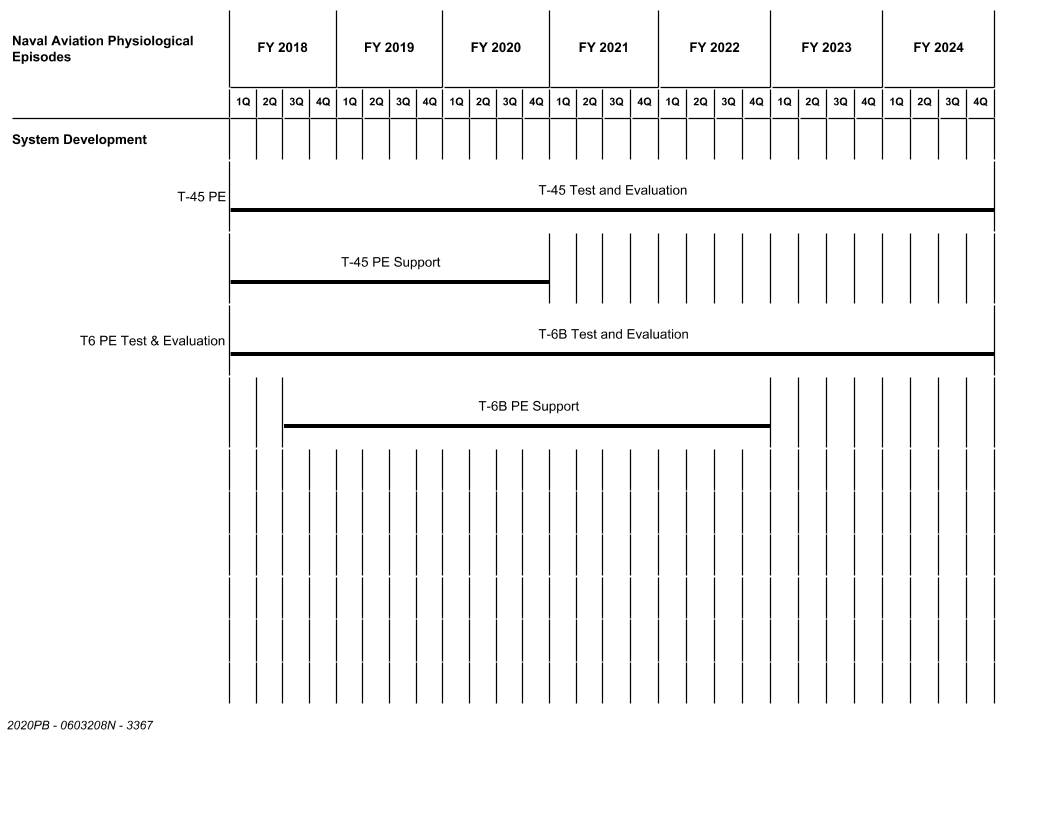 Naval Aviation Physiological
Episodes
FY 2018 FY 2019 FY 2020 FY 2021 FY 2022 FY 2023 FY 2024
1Q 2Q 3Q 4Q 1Q 2Q 3Q 4Q 1Q 2Q 3Q 4Q 1Q 2Q 3Q 4Q 1Q 2Q 3Q 4Q 1Q 2Q 3Q 4Q 1Q 2Q 3Q 4Q
System Development
T-45 PE
T-45 Test and Evaluation
T-45 PE Support
T6 PE Test & Evaluation
T-6B Test and Evaluation
T-6B PE Support
2020PB - 0603208N - 3367